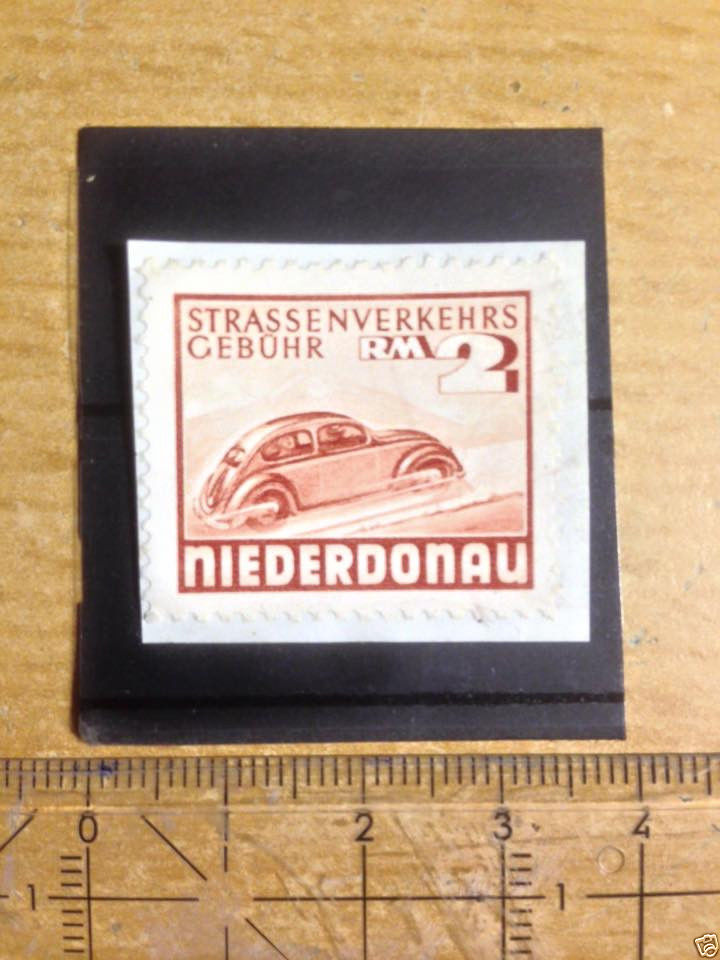 STRASSENVERKEHRS
GEBÜHR RM 2
NIEDERDONAU
0 2 3 4
1 1